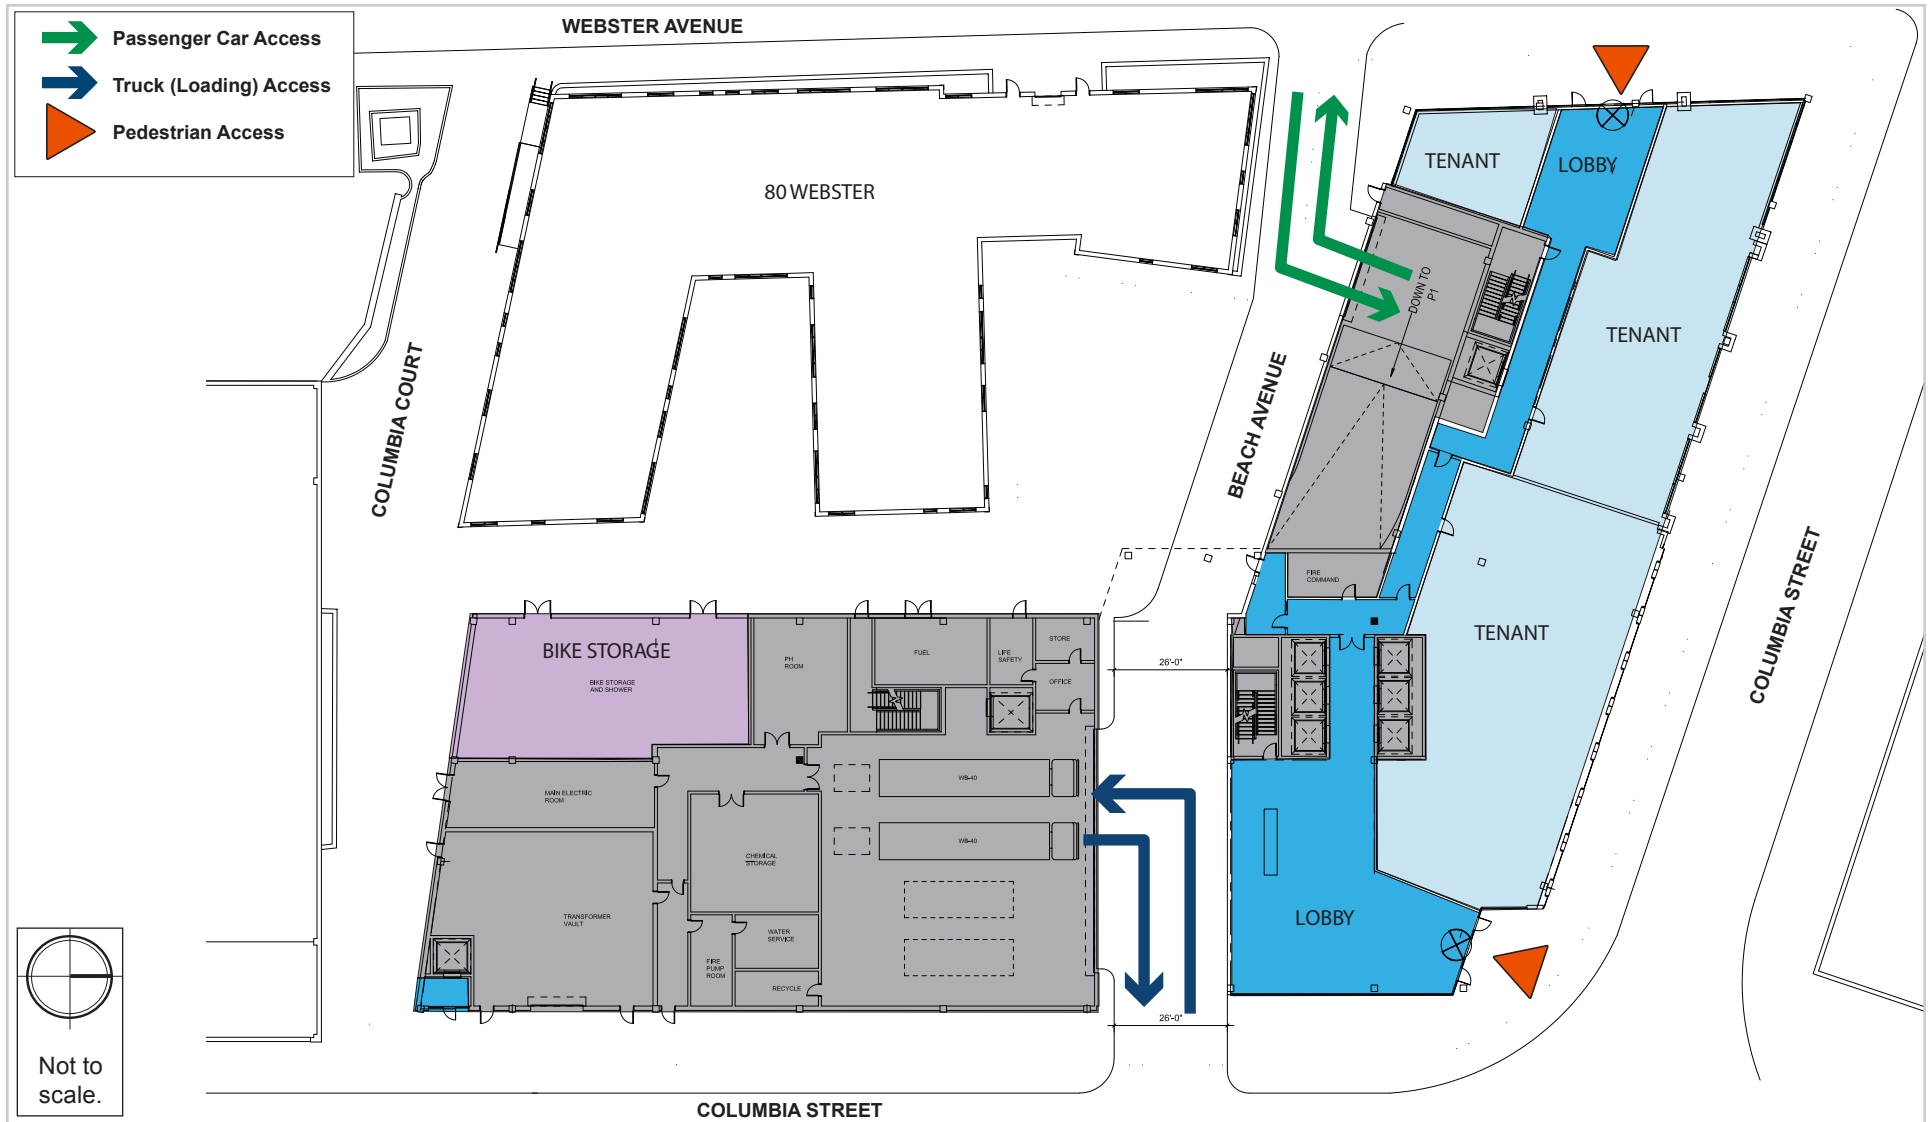 Passenger Car Access
Truck (Loading) Access
Pedestrian Access
WEBSTER AVENUE
80 WEBSTER
TENANT
LOBBY
DOWN TO
P1
TENANT
COLUMBIA COURT
BEACH AVENUE
COLUMBIA STREET
FIRE
COMMAND
TENANT
BIKE STORAGE
BIKE STORAGE
AND SHOWER
PH
ROOM
FUEL
LIFE
SAFETY
STORE
OFFICE
26'-0"
MAIN ELECTRIC
ROOM
WB-40
WB-40
CHEMICAL
STORAGE
TRANSFORMER
VAULT
WATER
SERVICE
FIRE
PUMP
ROOM
RECYCLE
LOBBY
26'-0"
Not to
scale.
COLUMBIA STREET